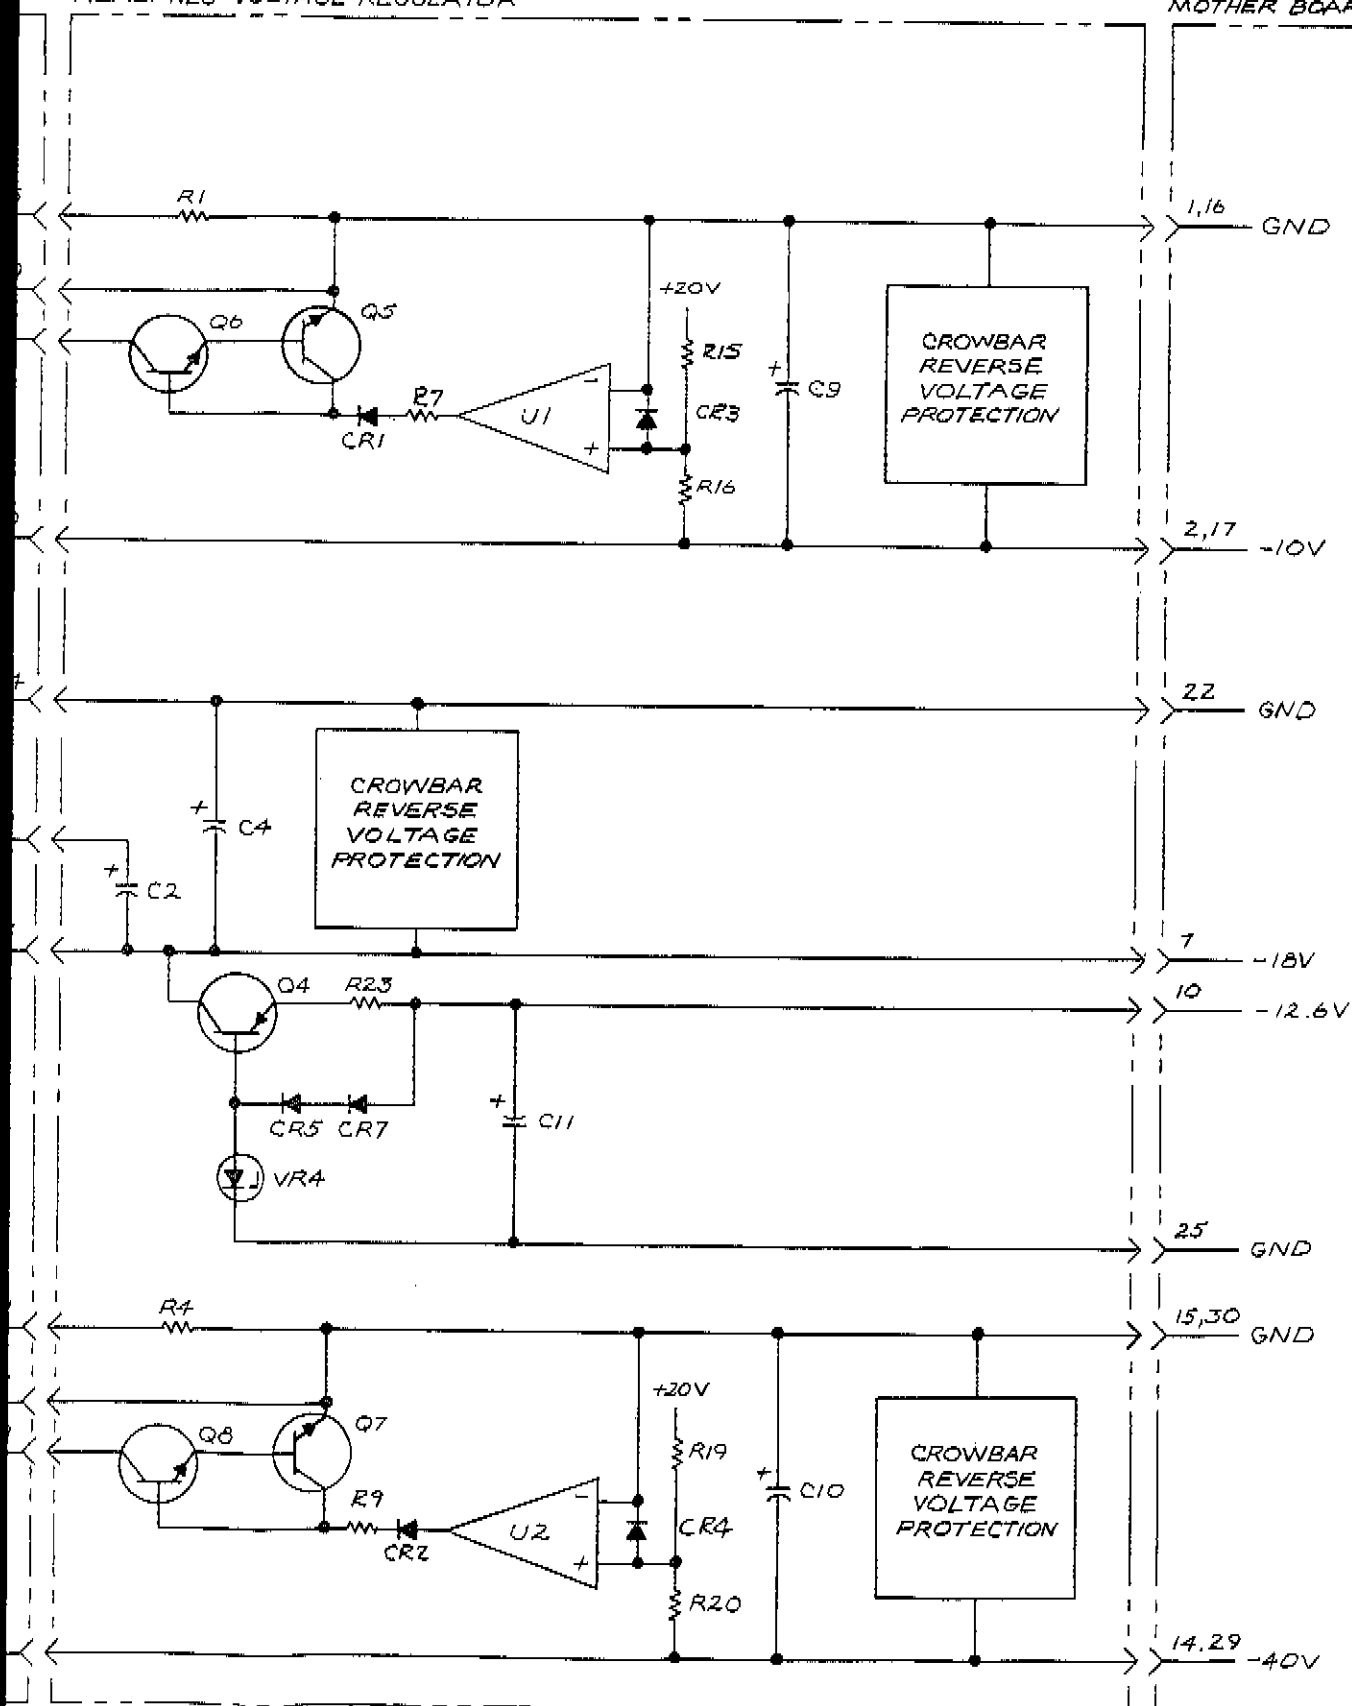 VOLTAGE REGULATOR
MOTHER
R1
1,16
GND
+20V
Q6
Q5
R15
CROWBAR
REVERSE
VOLTAGE
PROTECTION
+
C9
-
U1
+
R7
CR1
CR3
R16
2,17
-10V
22
GND
CROWBAR
REVERSE
VOLTAGE
PROTECTION
+
C4
+
C2
7
-18V
Q4
R23
10
-12.6V
+
C11
CR5
CR7
VR4
25
GND
R4
15,30
GND
+20V
Q8
Q7
R19
CROWBAR
REVERSE
VOLTAGE
PROTECTION
+
C10
-
U2
+
R9
CR2
CR4
R20
14,29
-40V